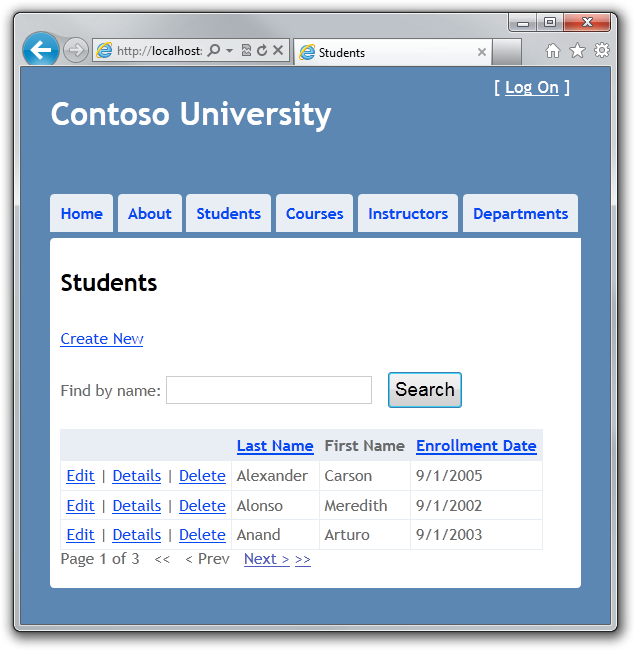 http://localhost:
Students
[ Log On ]
Contoso University
Home About Students Courses Instructors Departments
Students
Create New
Find by name: Search
Last Name First Name Enrollment Date
Edit | Details | Delete Alexander Carson 9/1/2005
Edit | Details | Delete Alonso Meredith 9/1/2002
Edit | Details | Delete Anand Arturo 9/1/2003
Page 1 of 3 << < Prev Next > >>